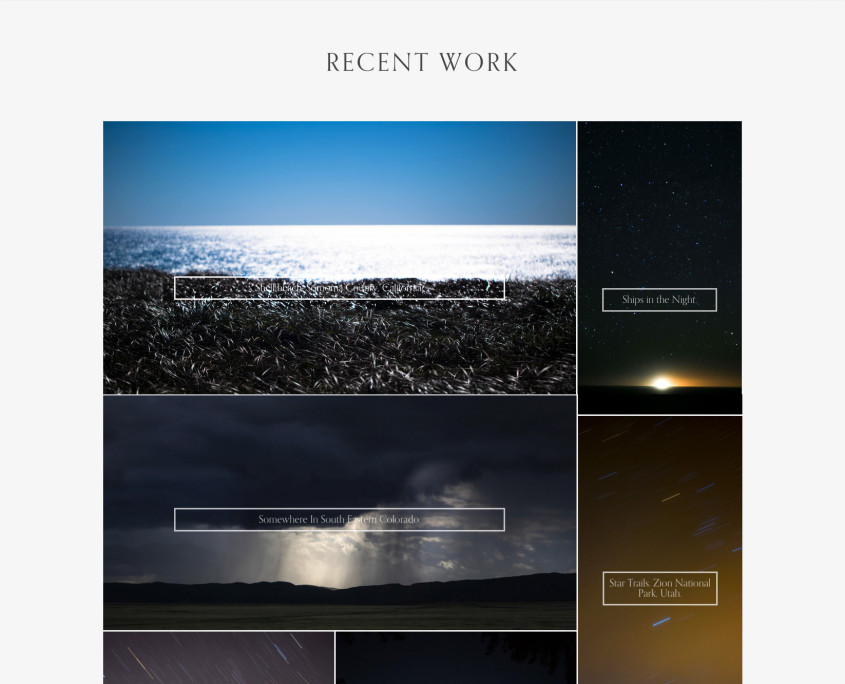 RECENT WORK
Shellbeach, Sonoma County, California.
Ships in the Night.
Somewhere In South Eastern Colorado.
Star Trails. Zion National
Park, Utah.